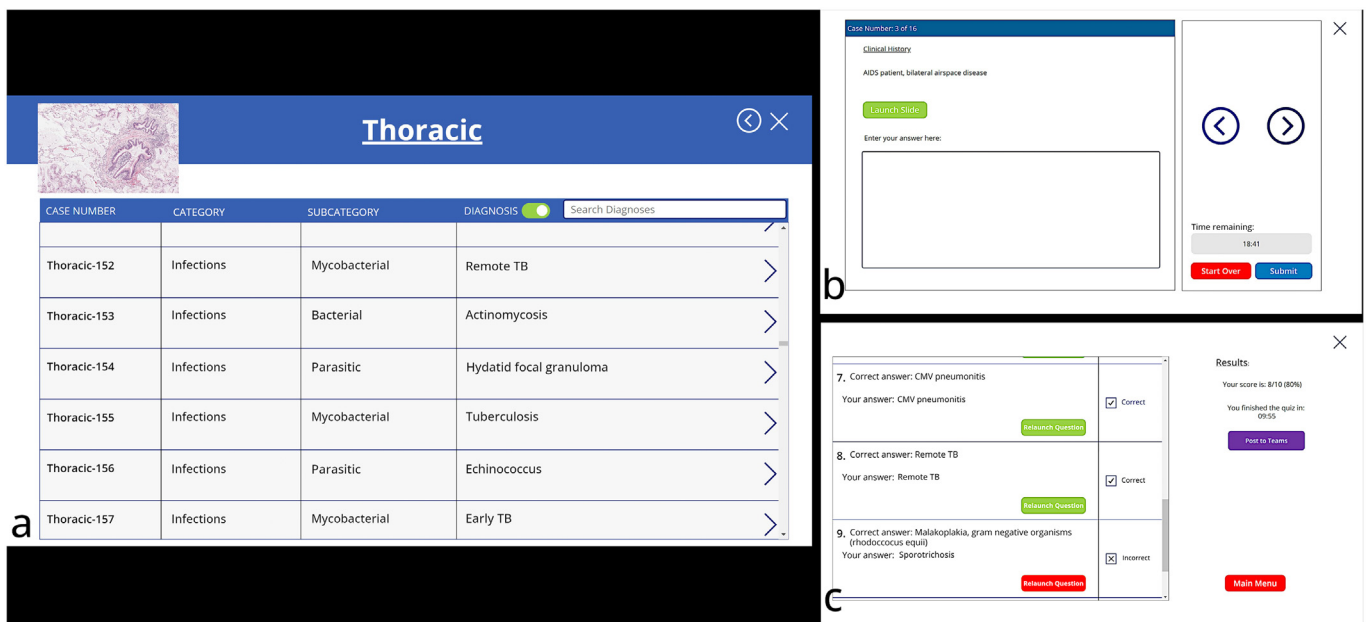 Thoracic
CASE NUMBER CATEGORY SUBCATEGORY DIAGNOSIS Search Diagnoses
Thoracic-152 Infections Mycobacterial Remote TB
Thoracic-153 Infections Bacterial Actinomycosis
Thoracic-154 Infections Parasitic Hydatid focal granuloma
Thoracic-155 Infections Mycobacterial Tuberculosis
Thoracic-156 Infections Parasitic Echinococcus
Thoracic-157 Infections Mycobacterial Early TB
a
Case Number: 3 of 16
Clinical History
AIDS patient, bilateral airspace disease
Launch Slide
Enter your answer here:
Time remaining:
18:41
Start Over Submit
b
7. Correct answer: CMV pneumonitis
Your answer: CMV pneumonitis
Correct
Relaunch Question
8. Correct answer: Remote TB
Your answer: Remote TB
Correct
Relaunch Question
9. Correct answer: Malakoplakia, gram negative organisms
(rhodoccocus equii)
Your answer: Sporotrichosis
Incorrect
Relaunch Question
Results:
Your score is: 8/10 (80%)
You finished the quiz in:
09:55
Post to Teams
Main Menu
c